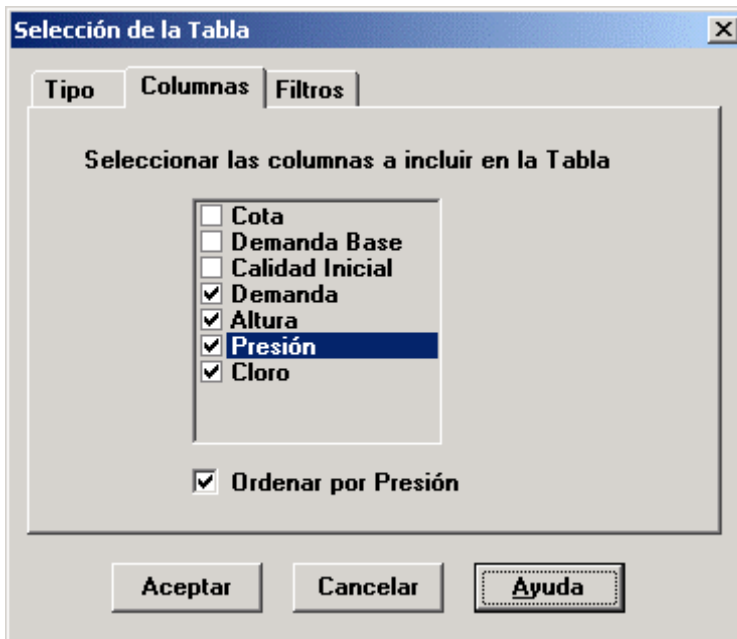 Selección de la Tabla
Tipo Columnas Filtros
Seleccionar las columnas a incluir en la Tabla
Cota
Demanda Base
Calidad Inicial
Demanda
Altura
Presión
Cloro
Ordenar por Presión
Aceptar Cancelar Ayuda